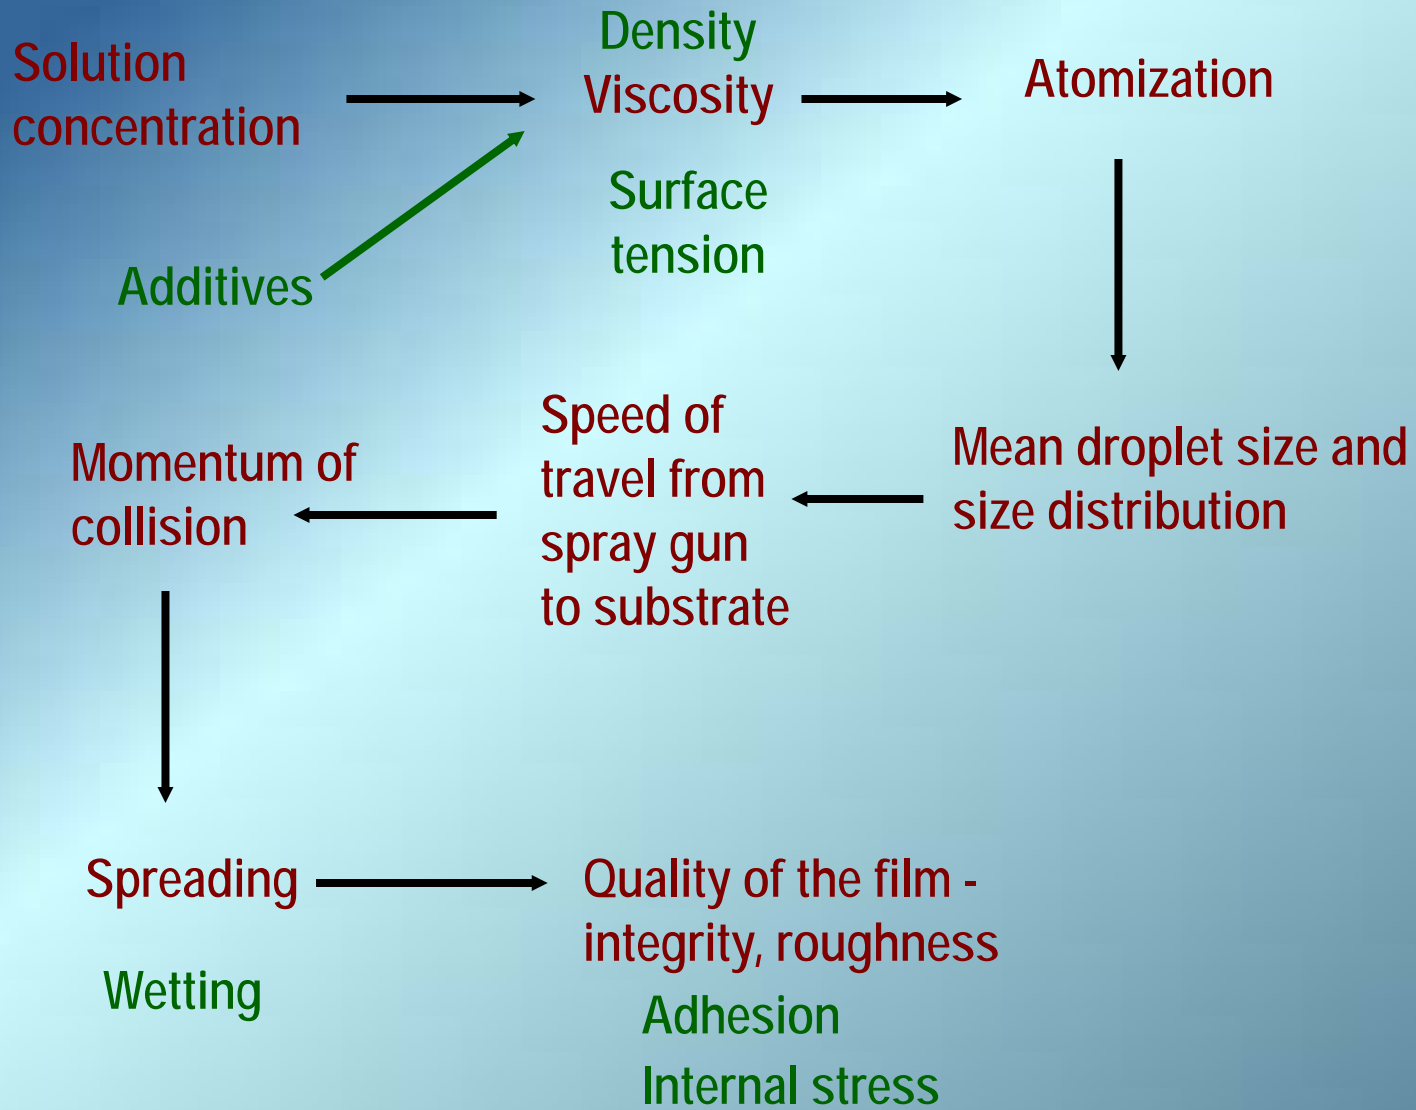 Solution
concentration
Additives
Density
Viscosity
Surface
tension
Atomization
Mean droplet size and
size distribution
Speed of
travel from
spray gun
to substrate
Momentum of
collision
Spreading
Wetting
Quality of the film -
integrity, roughness
Adhesion
Internal stress